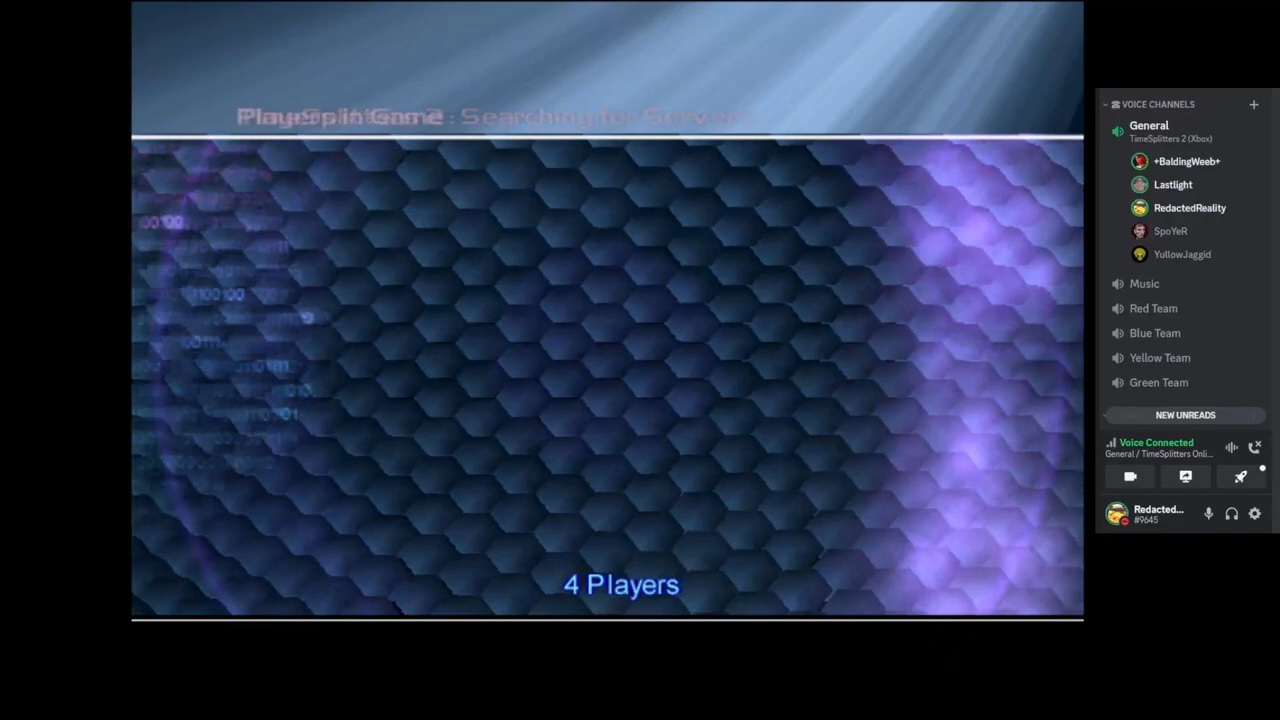 Searching for Server
4 Players
VOICE CHANNELS
General
TimeSplitters 2 (Xbox)
+BaldingWeeb+
Lastlight
RedactedReality
SpoYeR
YullowJaggid
Music
Red Team
Blue Team
Yellow Team
Green Team
NEW UNREADS
Voice Connected
General / TimeSplitters Onli...
Redacted...
#9645